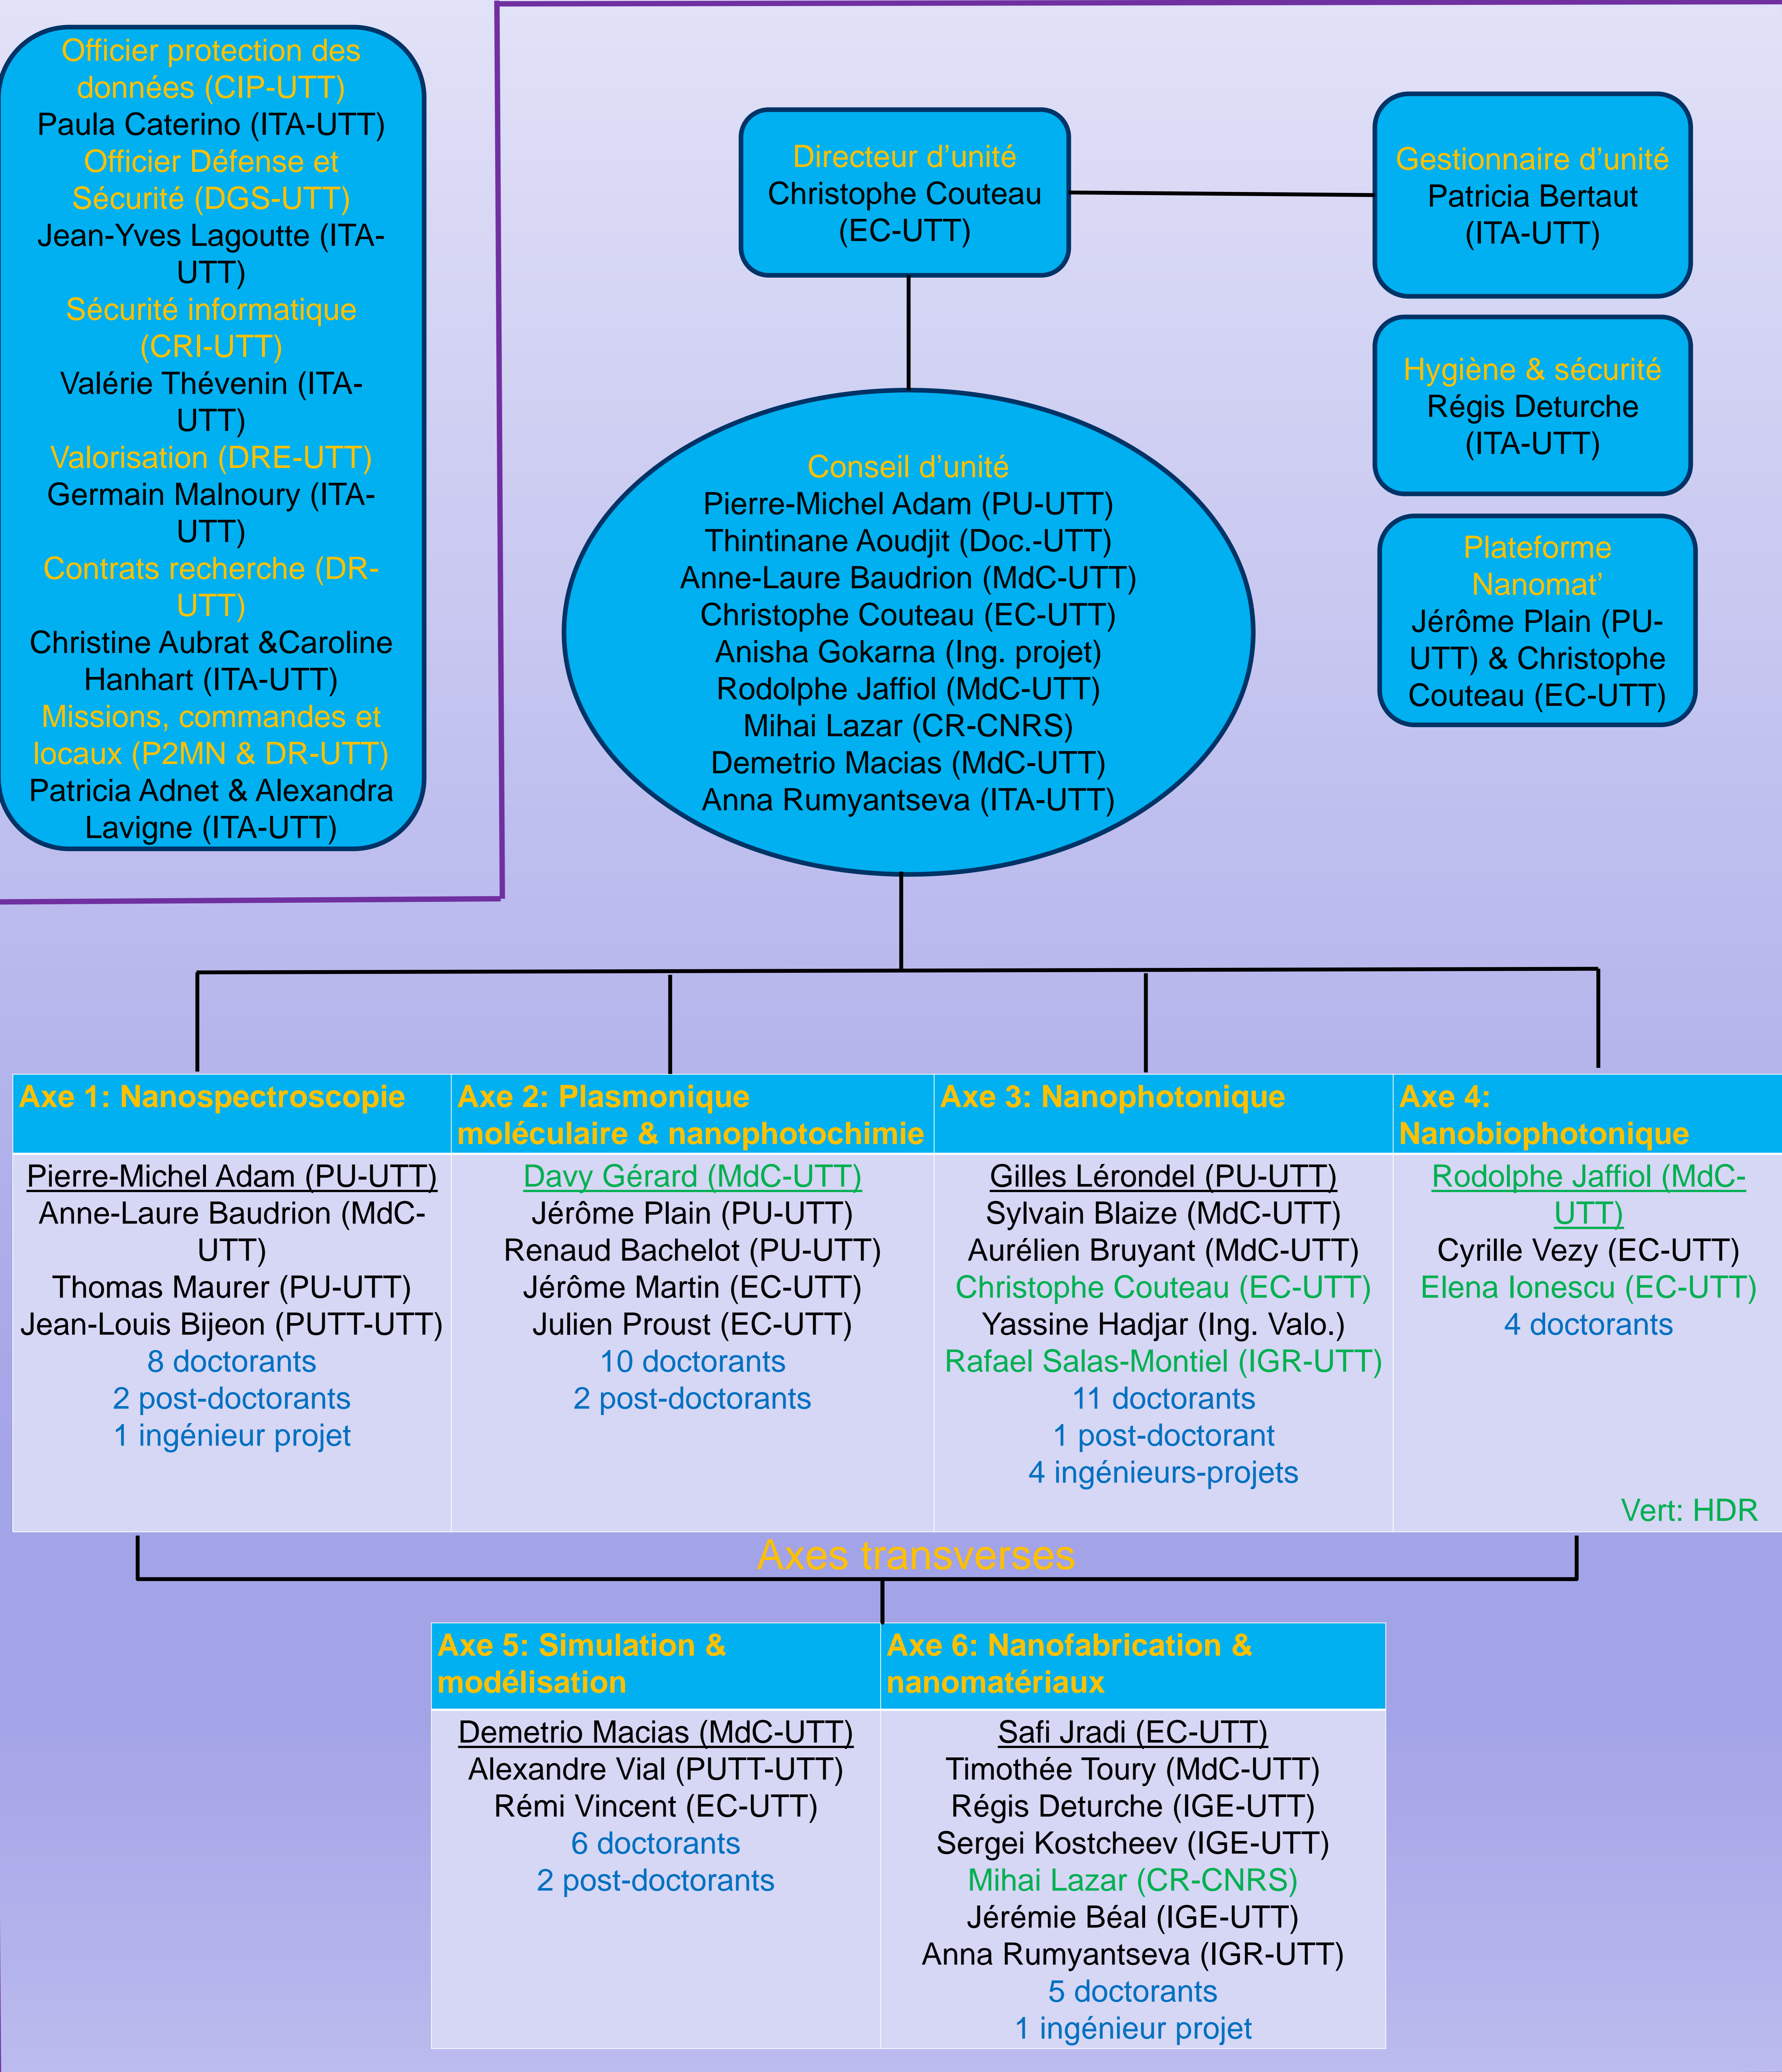 Officier protection des
données (CIP-UTT)
Paula Caterino (ITA-UTT)
Officier Défense et
Sécurité (DGS-UTT)
Jean-Yves Lagoutte (ITA-
UTT)
Sécurité informatique
(CRI-UTT)
Valérie Thévenin (ITA-
UTT)
Valorisation (DRE-UTT)
Germain Malnoury (ITA-
UTT)
Contrats recherche (DR-
UTT)
Christine Aubrat &Caroline
Hanhart (ITA-UTT)
Missions, commandes et
locaux (P2MN & DR-UTT)
Patricia Adnet & Alexandra
Lavigne (ITA-UTT)
Directeur d’unité
Christophe Couteau
(EC-UTT)
Gestionnaire d’unité
Patricia Bertaut
(ITA-UTT)
Hygiène & sécurité
Régis Deturche
(ITA-UTT)
Plateforme
Nanomat’
Jérôme Plain (PU-
UTT) & Christophe
Couteau (EC-UTT)
Conseil d’unité
Pierre-Michel Adam (PU-UTT)
Thintinane Aoudjit (Doc.-UTT)
Anne-Laure Baudrion (MdC-UTT)
Christophe Couteau (EC-UTT)
Anisha Gokarna (Ing. projet)
Rodolphe Jaffiol (MdC-UTT)
Mihai Lazar (CR-CNRS)
Demetrio Macias (MdC-UTT)
Anna Rumyantseva (ITA-UTT)
Axe 1: Nanospectroscopie
Pierre-Michel Adam (PU-UTT)
Anne-Laure Baudrion (MdC-
UTT)
Thomas Maurer (PU-UTT)
Jean-Louis Bijeon (PUTT-UTT)
8 doctorants
2 post-doctorants
1 ingénieur projet
Axe 2: Plasmonique
moléculaire & nanophotochimie
Davy Gérard (MdC-UTT)
Jérôme Plain (PU-UTT)
Renaud Bachelot (PU-UTT)
Jérôme Martin (EC-UTT)
Julien Proust (EC-UTT)
10 doctorants
2 post-doctorants
Axe 3: Nanophotonique
Gilles Lérondel (PU-UTT)
Sylvain Blaize (MdC-UTT)
Aurélien Bruyant (MdC-UTT)
Christophe Couteau (EC-UTT)
Yassine Hadjar (Ing. Valo.)
Rafael Salas-Montiel (IGR-UTT)
11 doctorants
1 post-doctorant
4 ingénieurs-projets
Axe 4:
Nanobiophotonique
Rodolphe Jaffiol (MdC-
UTT)
Cyrille Vezy (EC-UTT)
Elena Ionescu (EC-UTT)
4 doctorants
Vert: HDR
Axes transverses
Axe 5: Simulation &
modélisation
Demetrio Macias (MdC-UTT)
Alexandre Vial (PUTT-UTT)
Rémi Vincent (EC-UTT)
6 doctorants
2 post-doctorants
Axe 6: Nanofabrication &
nanomatériaux
Safi Jradi (EC-UTT)
Timothée Toury (MdC-UTT)
Régis Deturche (IGE-UTT)
Sergei Kostcheev (IGE-UTT)
Mihai Lazar (CR-CNRS)
Jérémie Béal (IGE-UTT)
Anna Rumyantseva (IGR-UTT)
5 doctorants
1 ingénieur projet